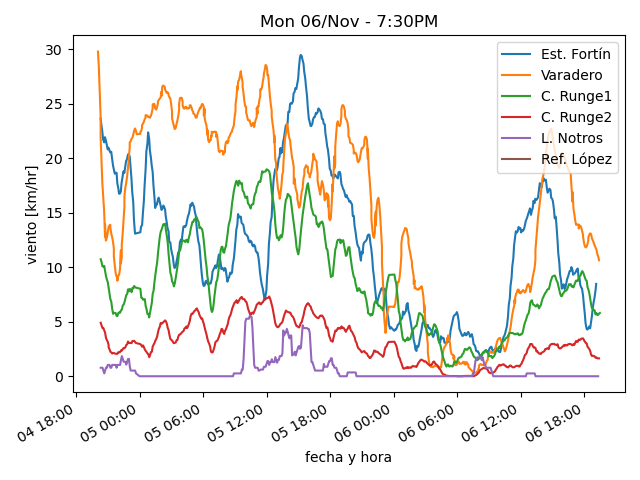 Mon 06/Nov - 7:30PM
viento [km/hr]
30
25
20
15
10
5
0
Est. Fortín
Varadero
C. Runge1
C. Runge2
L. Notros
Ref. López
04 18:00
05 00:00
05 06:00
05 12:00
05 18:00
06 00:00
06 06:00
06 12:00
06 18:00
fecha y hora